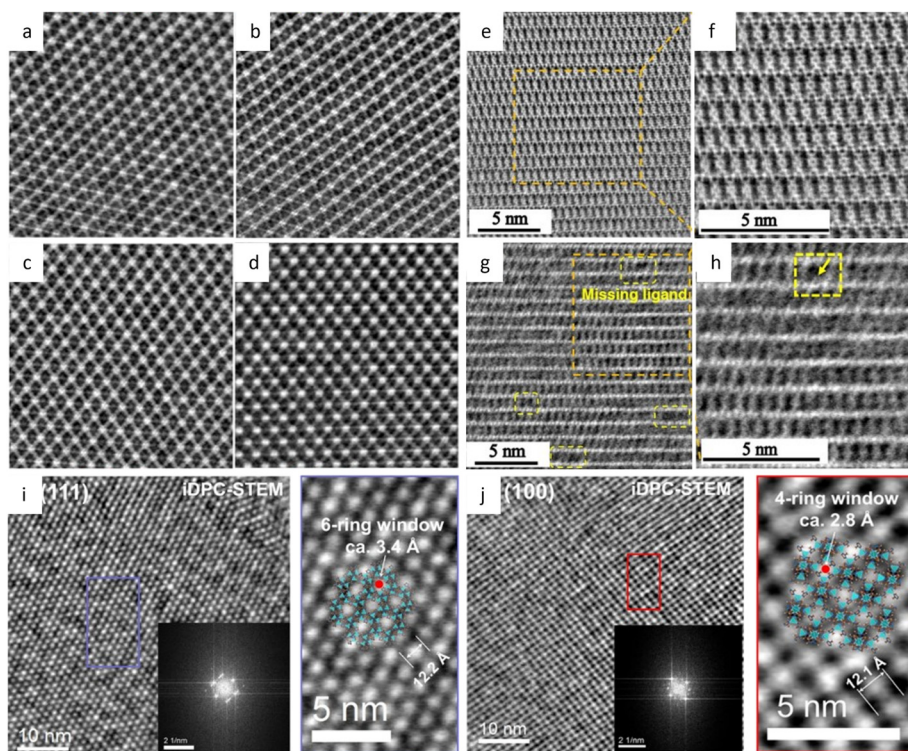 a
b
e
f
5 nm
5 nm
c
d
g
h
Missing ligand
5 nm
5 nm
i
(111)
iDPC-STEM
6-ring window
ca. 3.4 Å
12.2 Å
10 nm
2 1/nm
5 nm
j
(100)
iDPC-STEM
4-ring window
ca. 2.8 Å
12.1 Å
10 nm
2 1/nm
5 nm